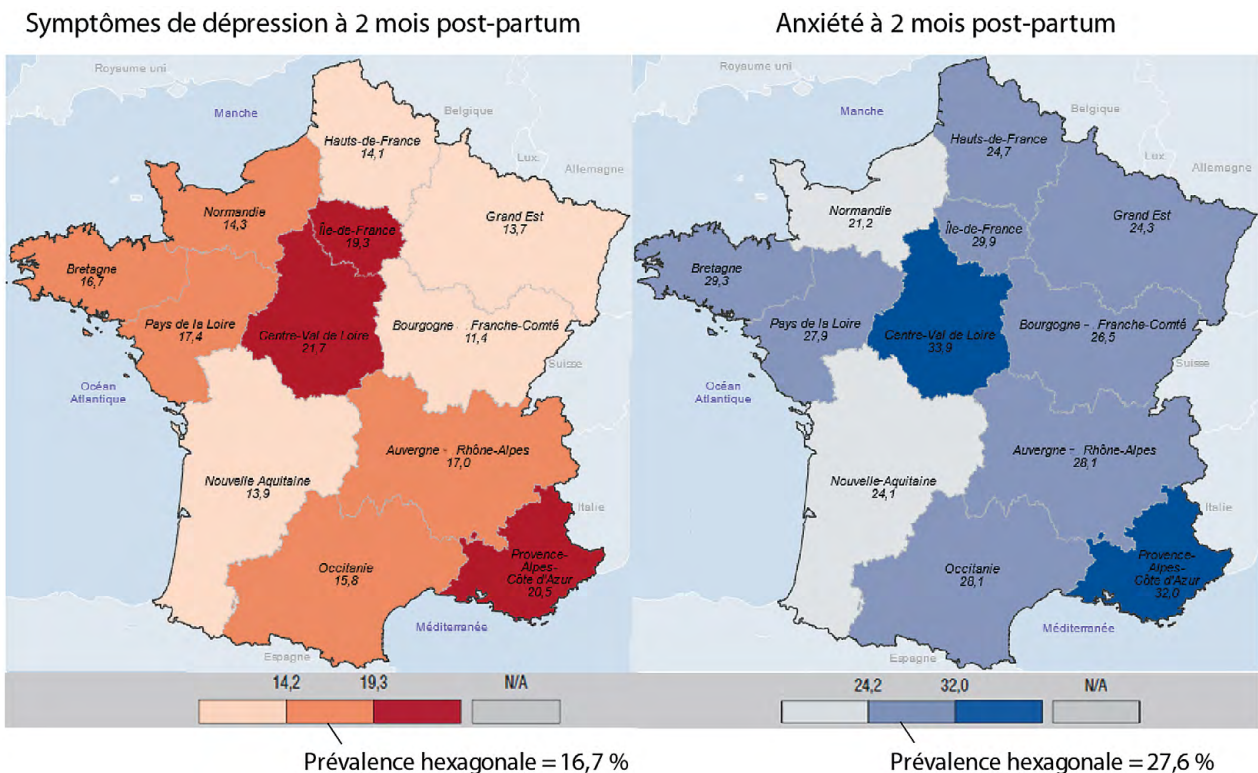 Symptômes de dépression à 2 mois post-partum
Royaume uni
Manche
Belgique
Lux.
Allemagne
Hauts-de-France
14,1
Normandie
14,3
Île-de-France
19,3
Grand Est
13,7
Bretagne
16,7
Pays de la Loire
17,4
Centre-Val de Loire
21,7
Bourgogne - Franche-Comté
11,4
Suisse
Océan
Atlantique
Auvergne - Rhône-Alpes
17,0
Nouvelle Aquitaine
13,9
Italie
Occitanie
15,8
Provence-
Alpes-
Côte d'Azur
20,5
Méditerranée
Espagne
14,2 19,3 N/A
Prévalence hexagonale = 16,7 %
Anxiété à 2 mois post-partum
Royaume uni
Manche
Belgique
Lux.
Allemagne
Hauts-de-France
24,7
Normandie
21,2
Île-de-France
29,9
Grand Est
24,3
Bretagne
29,3
Pays de la Loire
27,9
Centre-Val de Loire
33,9
Bourgogne - Franche-Comté
26,5
Suisse
Océan
Atlantique
Auvergne - Rhône-Alpes
28,1
Nouvelle-Aquitaine
24,1
Italie
Occitanie
28,1
Provence-
Alpes-
Côte d'Azur
32,0
Méditerranée
Espagne
24,2 32,0 N/A
Prévalence hexagonale = 27,6 %